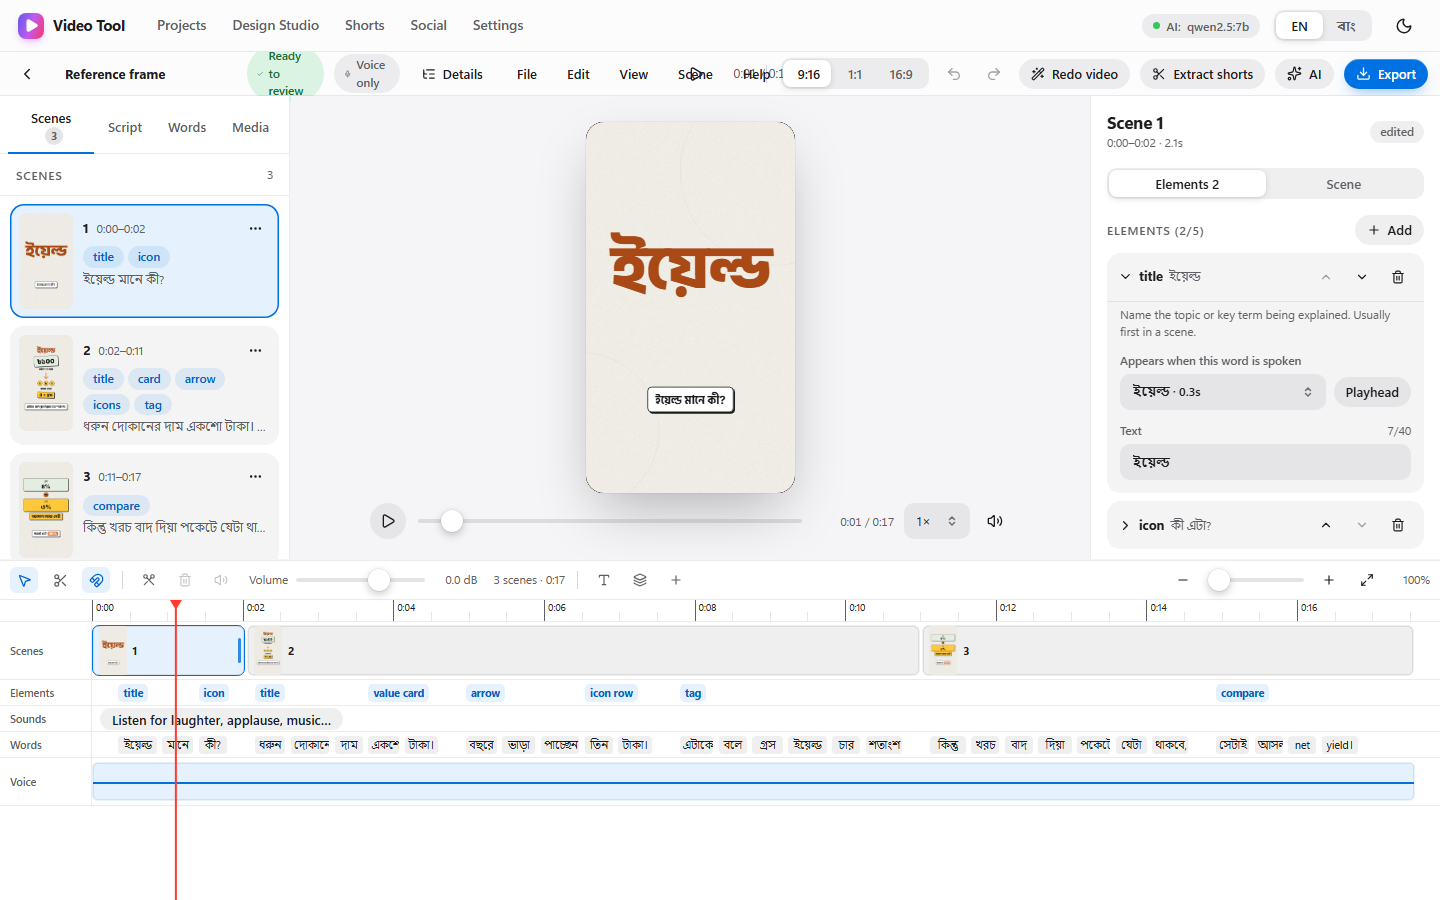 Video Tool
Projects
Design Studio
Shorts
Social
Settings
AI: qwen2.5:7b
EN
বাং
Reference frame
Ready to review
Voice only
Details
File
Edit
View
Scene
Help
9:16
1:1
16:9
Redo video
Extract shorts
AI
Export
Scenes
3
Script
Words
Media
SCENES
3
1 0:00–0:02
title icon
ইয়েল্ড মানে কী?
2 0:02–0:11
title card arrow
icons tag
ধরুন দোকানের দাম একশো টাকা। ...
3 0:11–0:17
compare
কিন্তু খরচ বাদ দিয়া পকেটে যেটা থা...
ইয়েল্ড
ইয়েল্ড মানে কী?
0:01 / 0:17
1×
Scene 1
0:00–0:02 · 2.1s
edited
Elements 2
Scene
ELEMENTS (2/5)
Add
title ইয়েল্ড
Name the topic or key term being explained. Usually
first in a scene.
Appears when this word is spoken
ইয়েল্ড · 0.3s
Playhead
Text
7/40
ইয়েল্ড
icon কী এটা?
Volume
0.0 dB
3 scenes · 0:17
100%
0:00 0:02 0:04 0:06 0:08 0:10 0:12 0:14 0:16
Scenes
1
2
3
Elements
title icon title value card arrow icon row tag compare
Sounds
Listen for laughter, applause, music...
Words
ইয়েল্ড মানে কী? ধরুন দোকানে দাম একশে টাকা। বছরে ভাড়া পাচ্ছেন তিন টাকা। এটাকে বলে গ্রস ইয়েল্ড চার শতাংশ কিন্তু খরচ বাদ দিয়া পকেটে যেটা থাকবে, সেটাই আসল net yield।
Voice